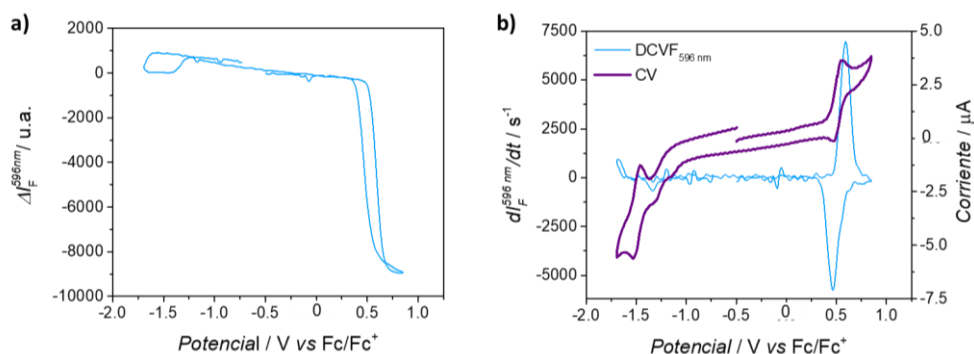 a)
2000
0
-2000
-4000
-6000
-8000
-10000
ΔI_F^596nm / u.a.
-2.0 -1.5 -1.0 -0.5 0 0.5 1.0
Potencial / V vs Fc/Fc⁺
b)
DCVF₅₉₆ ₙₘ
CV
7500
5000
2500
0
-2500
-5000
dI_F^596 nm/dt / s⁻¹
5.0
2.5
0
-2.5
-5.0
-7.5
Corriente / µA
-2.0 -1.5 -1.0 -0.5 0 0.5 1.0
Potencial / V vs Fc/Fc⁺